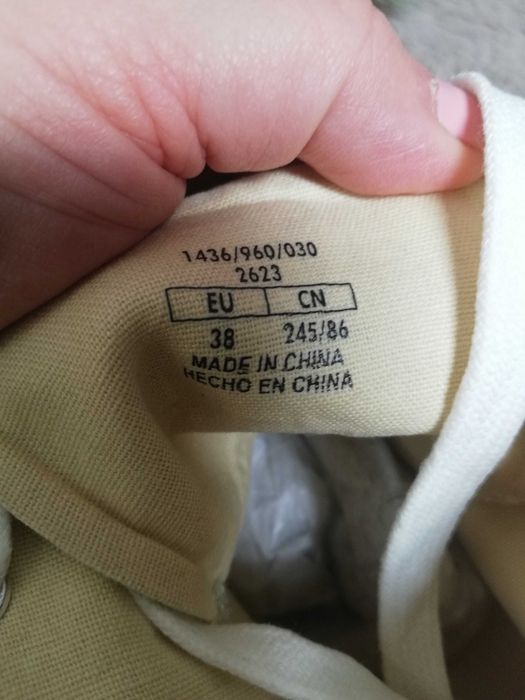 1436/960/030
2623
EU CN
38 245/86
MADE IN CHINA
HECHO EN CHINA